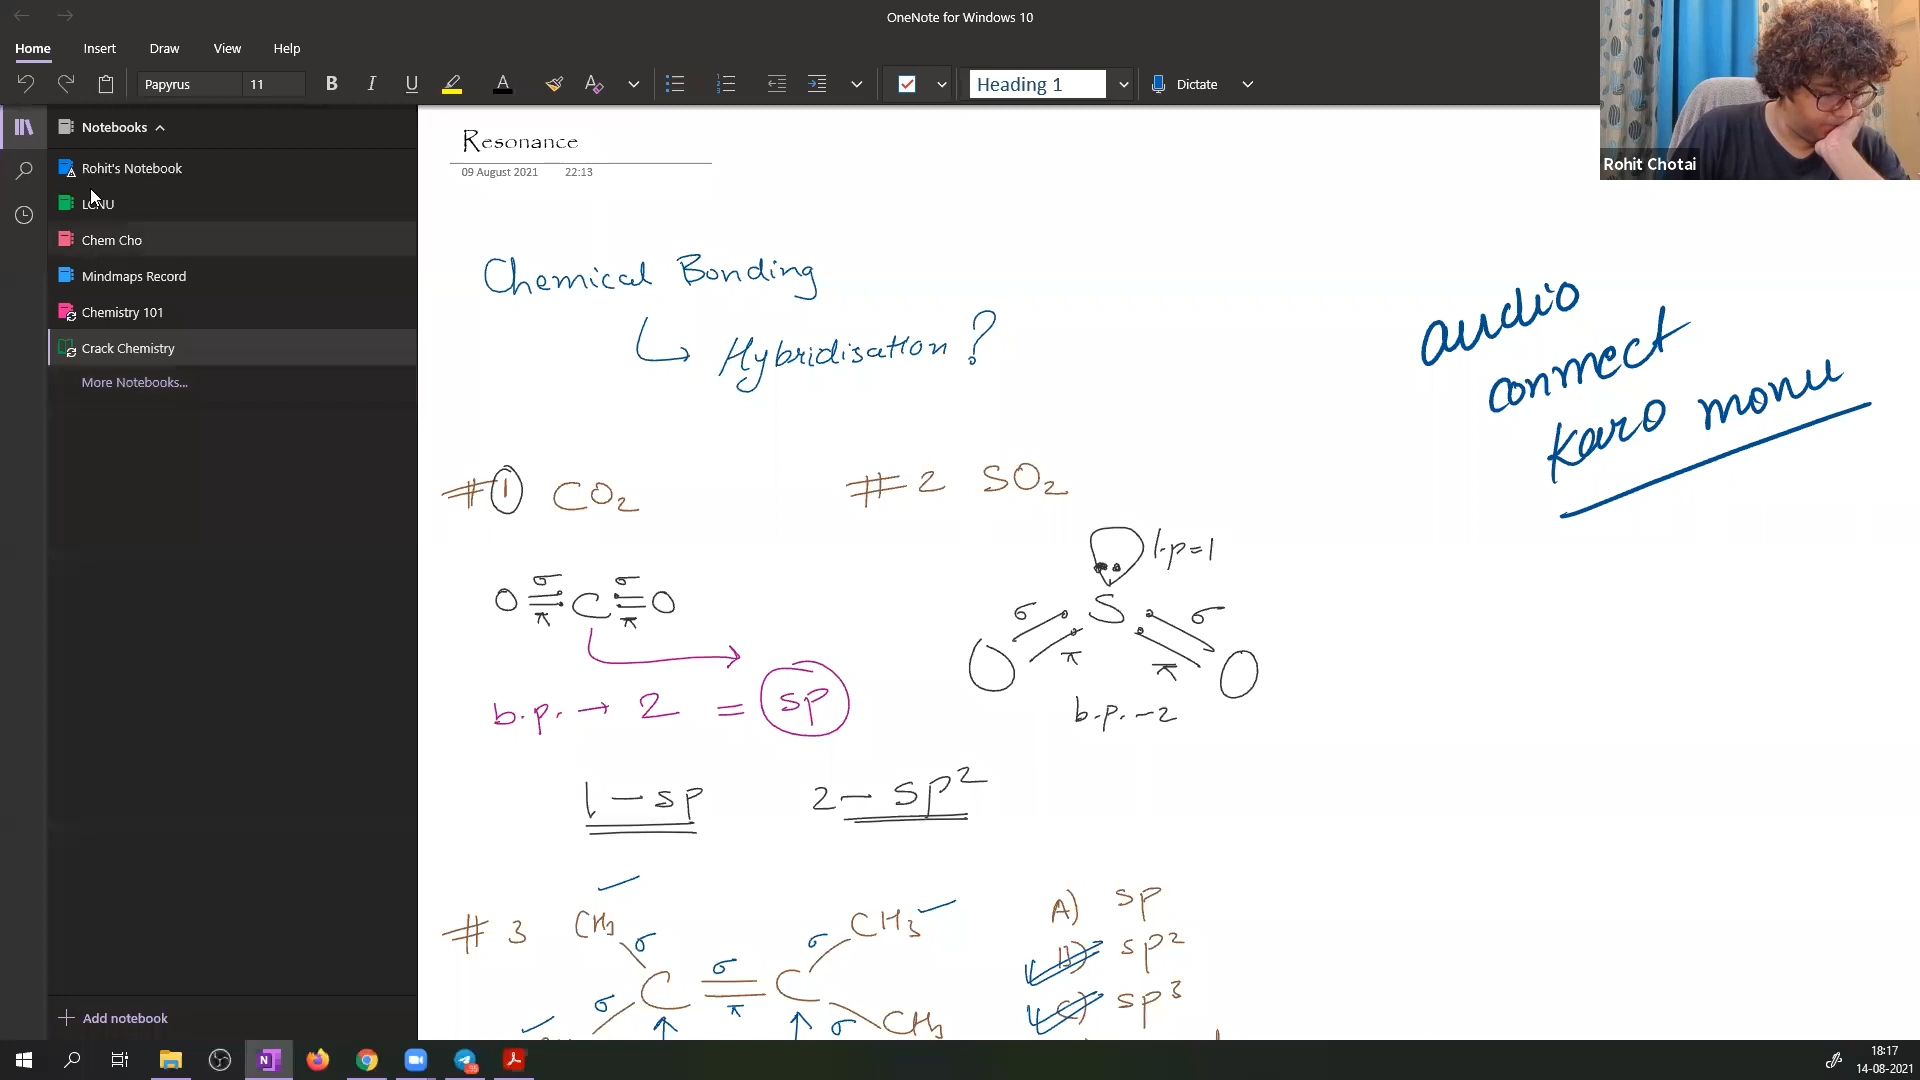 OneNote for Windows 10
Home Insert Draw View Help
Papyrus 11 B I U A Heading 1 Dictate
Notebooks
Rohit's Notebook
Chem Cho
Mindmaps Record
Chemistry 101
Crack Chemistry
More Notebooks...
Add notebook
Rohit Chotai
Resonance
09 August 2021 22:13
Chemical Bonding
Hybridisation?
audio
connect
karo monu
#1 CO2 #2 SO2
l.p=1
σ σ
O C O
π π
σ S σ
O π π O
b.p. → 2 = sp
b.p. - 2
1 - sp 2 - sp²
#3 CH3 CH3
σ σ σ
C C
σ π σ
CH3
A) sp
B) sp²
C) sp³
18:17
14-08-2021